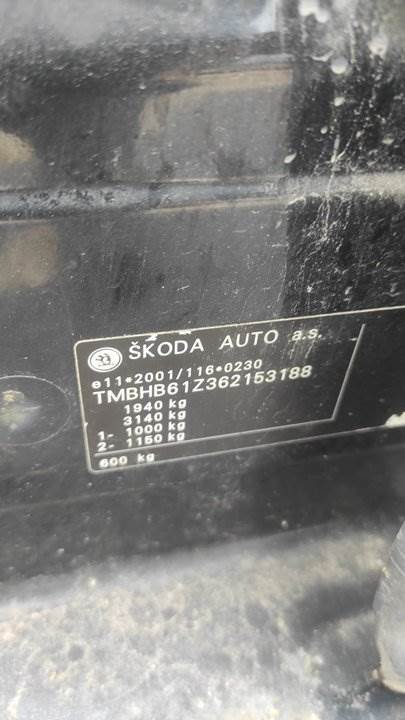 ŠKODA AUTO a.s.
e11*2001/116*0230
TMBHB61Z362153188
1940 kg
3140 kg
1- 1000 kg
2- 1150 kg
600 kg